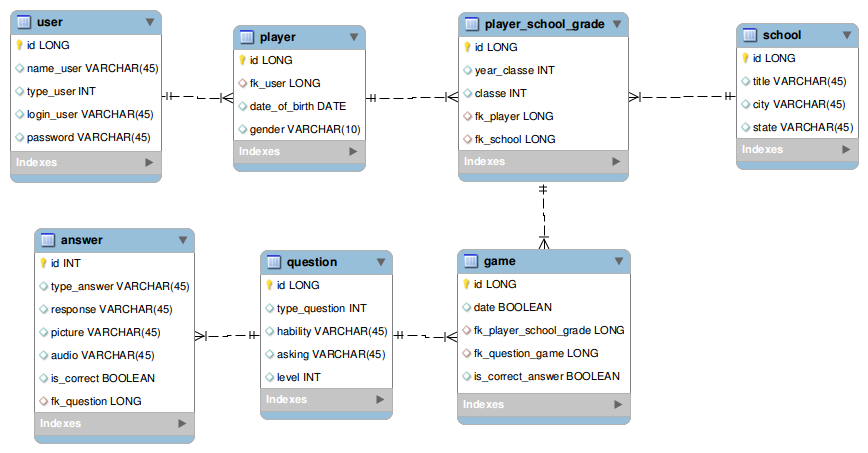 user
id LONG
name_user VARCHAR(45)
type_user INT
login_user VARCHAR(45)
password VARCHAR(45)
Indexes
player
id LONG
fk_user LONG
date_of_birth DATE
gender VARCHAR(10)
Indexes
player_school_grade
id LONG
year_classe INT
classe INT
fk_player LONG
fk_school LONG
Indexes
school
id LONG
title VARCHAR(45)
city VARCHAR(45)
state VARCHAR(45)
Indexes
answer
id INT
type_answer VARCHAR(45)
response VARCHAR(45)
picture VARCHAR(45)
audio VARCHAR(45)
is_correct BOOLEAN
fk_question LONG
Indexes
question
id LONG
type_question INT
hability VARCHAR(45)
asking VARCHAR(45)
level INT
Indexes
game
id LONG
date BOOLEAN
fk_player_school_grade LONG
fk_question_game LONG
is_correct_answer BOOLEAN
Indexes